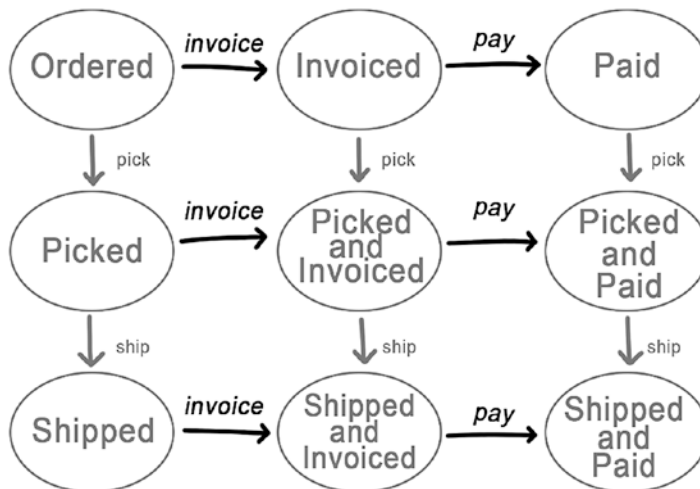 invoice
pay
Ordered
Invoiced
Paid
pick
pick
pick
invoice
pay
Picked
Picked
and
Invoiced
Picked
and
Paid
ship
ship
ship
invoice
pay
Shipped
Shipped
and
Invoiced
Shipped
and
Paid